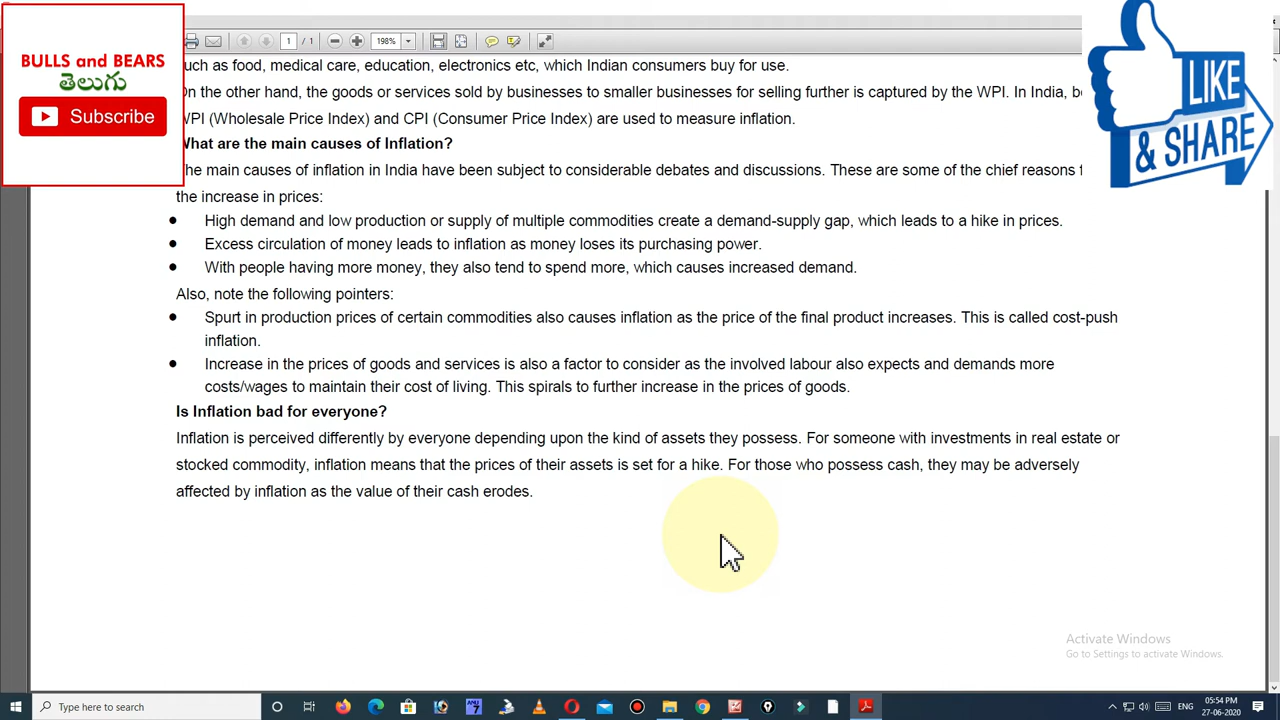 BULLS and BEARS
తెలుగు
Subscribe
1 / 1
198%
LIKE
& SHARE
such as food, medical care, education, electronics etc, which Indian consumers buy for use.
On the other hand, the goods or services sold by businesses to smaller businesses for selling further is captured by the WPI. In India,
WPI (Wholesale Price Index) and CPI (Consumer Price Index) are used to measure inflation.
What are the main causes of Inflation?
The main causes of inflation in India have been subject to considerable debates and discussions. These are some of the chief reasons
the increase in prices:
● High demand and low production or supply of multiple commodities create a demand-supply gap, which leads to a hike in prices.
● Excess circulation of money leads to inflation as money loses its purchasing power.
● With people having more money, they also tend to spend more, which causes increased demand.
Also, note the following pointers:
● Spurt in production prices of certain commodities also causes inflation as the price of the final product increases. This is called cost-push
inflation.
● Increase in the prices of goods and services is also a factor to consider as the involved labour also expects and demands more
costs/wages to maintain their cost of living. This spirals to further increase in the prices of goods.
Is Inflation bad for everyone?
Inflation is perceived differently by everyone depending upon the kind of assets they possess. For someone with investments in real estate or
stocked commodity, inflation means that the prices of their assets is set for a hike. For those who possess cash, they may be adversely
affected by inflation as the value of their cash erodes.
Activate Windows
Go to Settings to activate Windows.
Type here to search
ENG
05:54 PM
27-06-2020